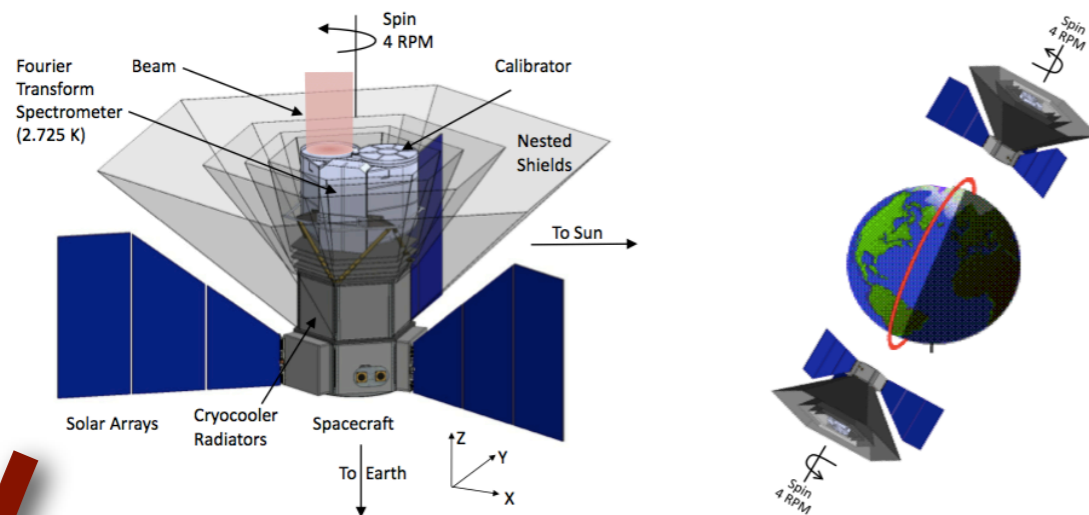 Spin
4 RPM
Fourier
Transform
Spectrometer
(2.725 K)
Beam
Calibrator
Nested
Shields
To Sun
Solar Arrays
Cryocooler
Radiators
Spacecraft
To Earth
Z
Y
X
Spin
4 RPM
Spin
4 RPM